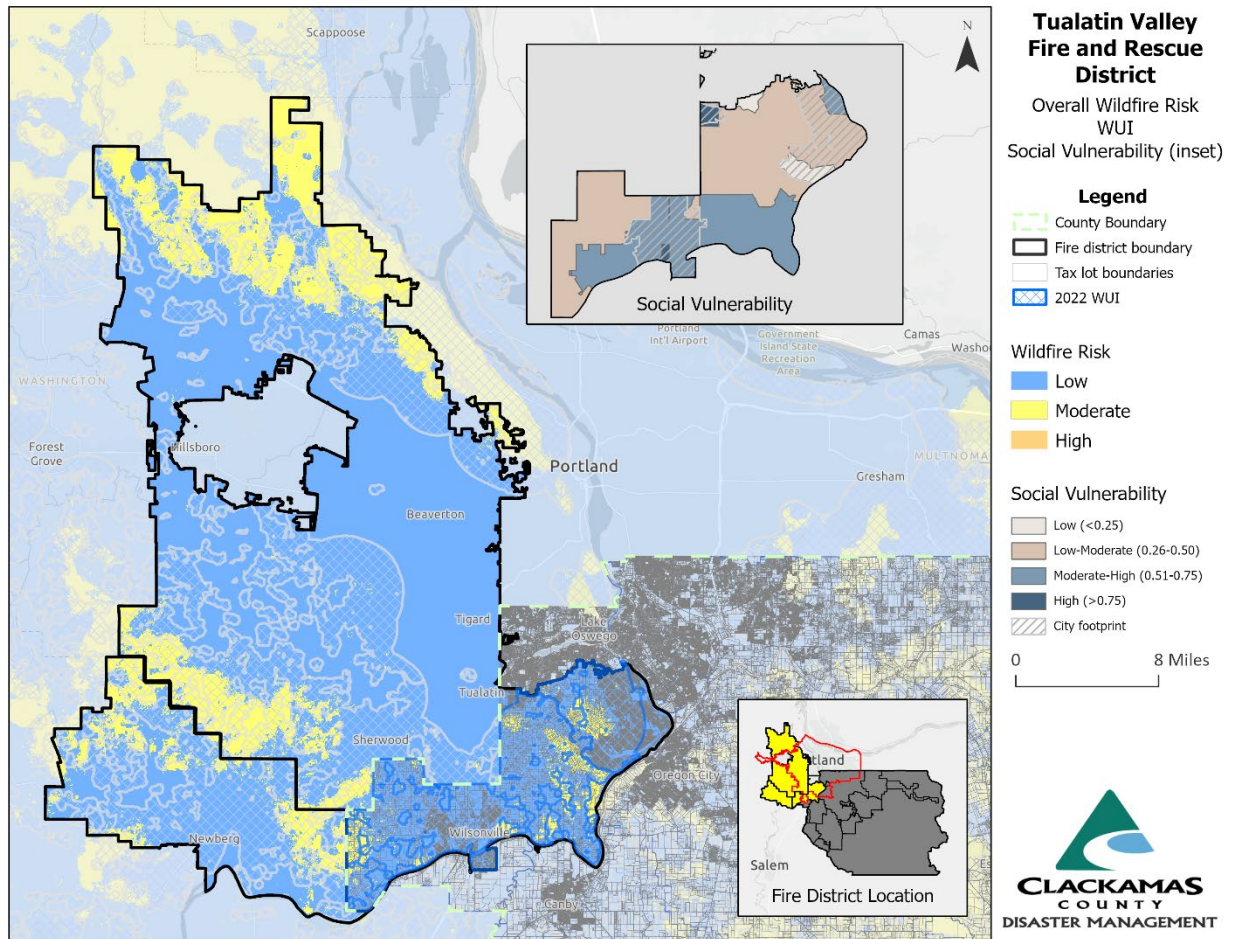 Tualatin Valley
Fire and Rescue
District
Overall Wildfire Risk
WUI
Social Vulnerability (inset)
Legend
County Boundary
Fire district boundary
Tax lot boundaries
2022 WUI
Wildfire Risk
Low
Moderate
High
Social Vulnerability
Low (<0.25)
Low-Moderate (0.26-0.50)
Moderate-High (0.51-0.75)
High (>0.75)
City footprint
0 8 Miles
CLACKAMAS
COUNTY
DISASTER MANAGEMENT
N
Scappoose
Social Vulnerability
Portland
Int'l Airport
Government
Island State
Recreation
Area
Camas
Washou
WASHINGTON
Forest
Grove
Hillsboro
Portland
Beaverton
Gresham
MULTNOMA
Tigard
Lake
Oswego
Tualatin
Sherwood
Oregon City
Newberg
Wilsonville
Canby
tland
Salem
Es
Fire District Location